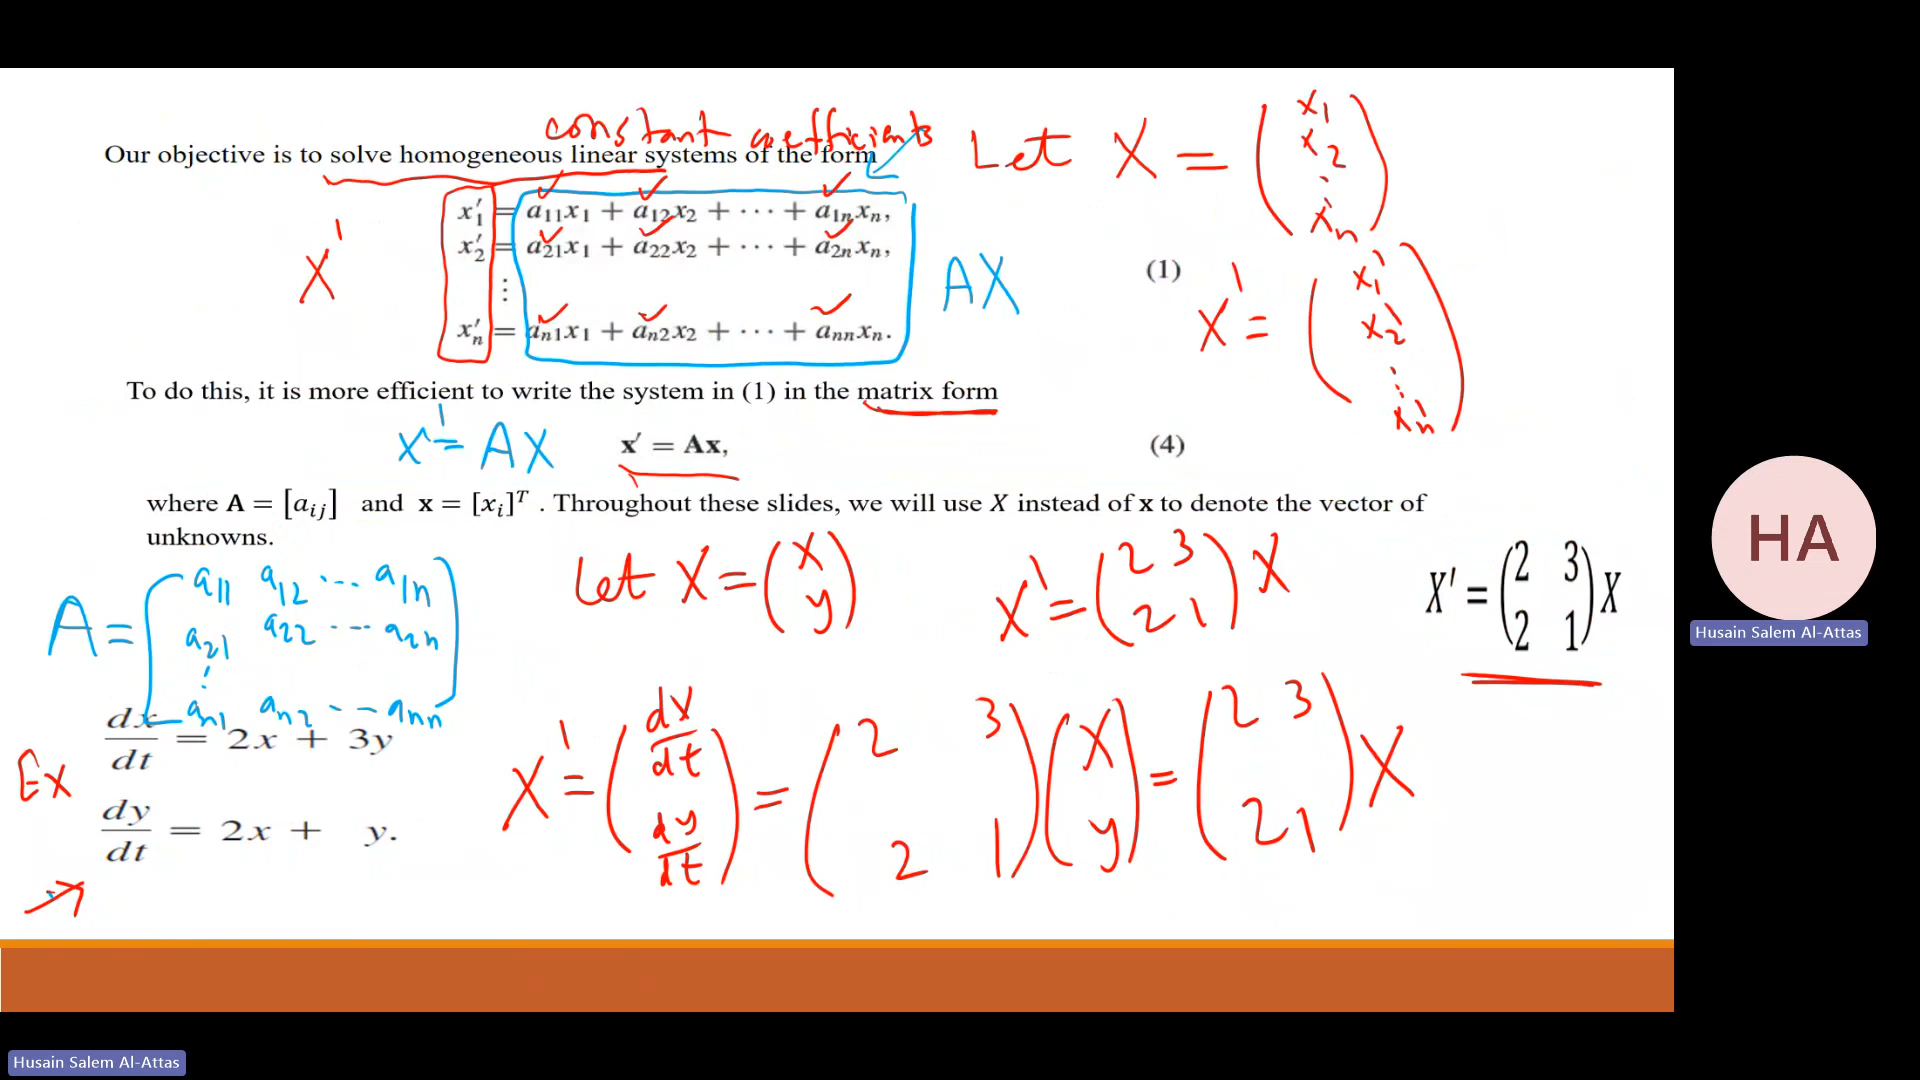 constant coefficients
Our objective is to solve homogeneous linear systems of the form
Let X = (x1 x2 ⋮ xn)
x′1 = a11x1 + a12x2 + ⋯ + a1nxn,
x′2 = a21x1 + a22x2 + ⋯ + a2nxn,
⋮
x′n = an1x1 + an2x2 + ⋯ + annxn.
X'
AX
(1)
X' = (x1' x2' ⋮ xn')
To do this, it is more efficient to write the system in (1) in the matrix form
X' = AX
x′ = Ax,
(4)
where A = [aij] and x = [xi]^T . Throughout these slides, we will use X instead of x to denote the vector of
unknowns.
A = (a11 a12 ⋯ a1n
a21 a22 ⋯ a2n
⋮
an1 an2 ⋯ ann)
Let X = (x y)
X' = (2 3 2 1) X
X′ = (2 3 2 1) X
Ex
dx/dt = 2x + 3y
dy/dt = 2x + y.
X' = (dx/dt dy/dt) = (2 3 2 1)(x y) = (2 3 2 1) X
HA
Husain Salem Al-Attas
Husain Salem Al-Attas